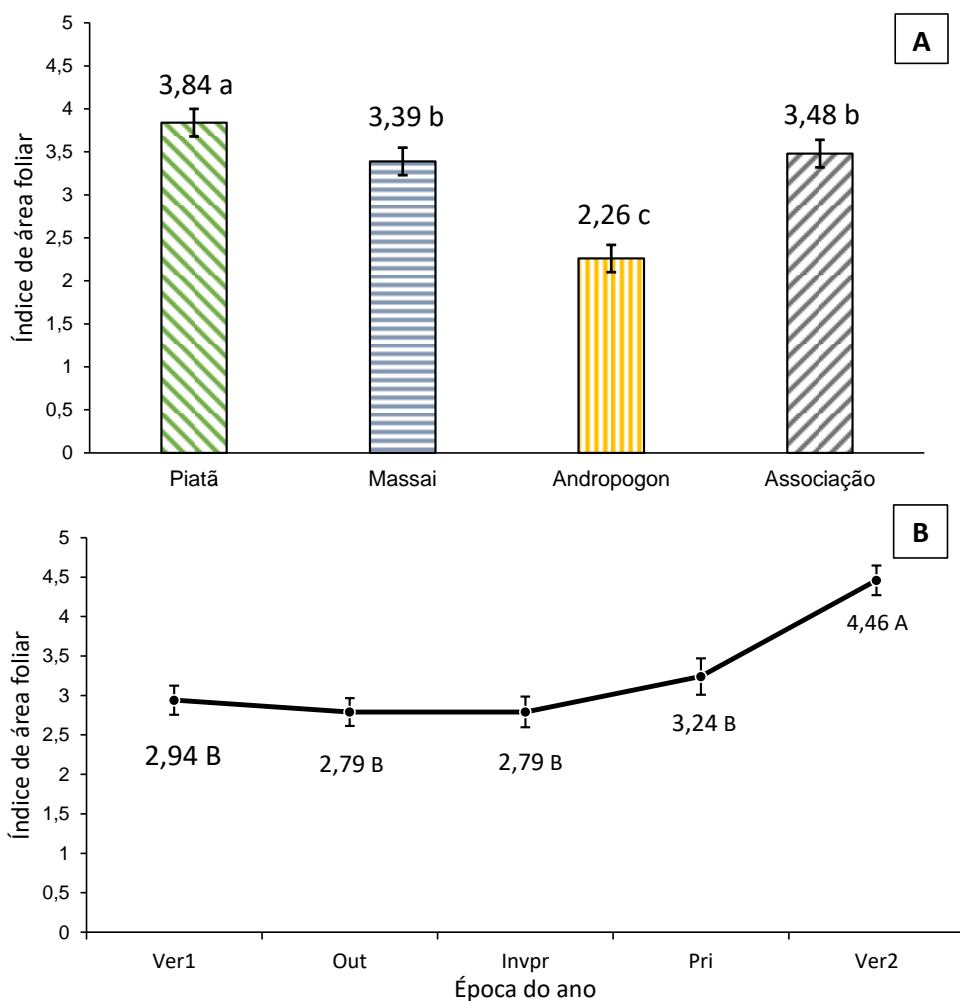 A
Índice de área foliar
5
4,5
4
3,5
3
2,5
2
1,5
1
0,5
0
3,84 a
3,39 b
2,26 c
3,48 b
Piatã
Massai
Andropogon
Associação
B
Índice de área foliar
5
4,5
4
3,5
3
2,5
2
1,5
1
0,5
0
2,94 B
2,79 B
2,79 B
3,24 B
4,46 A
Ver1
Out
Invpr
Pri
Ver2
Época do ano